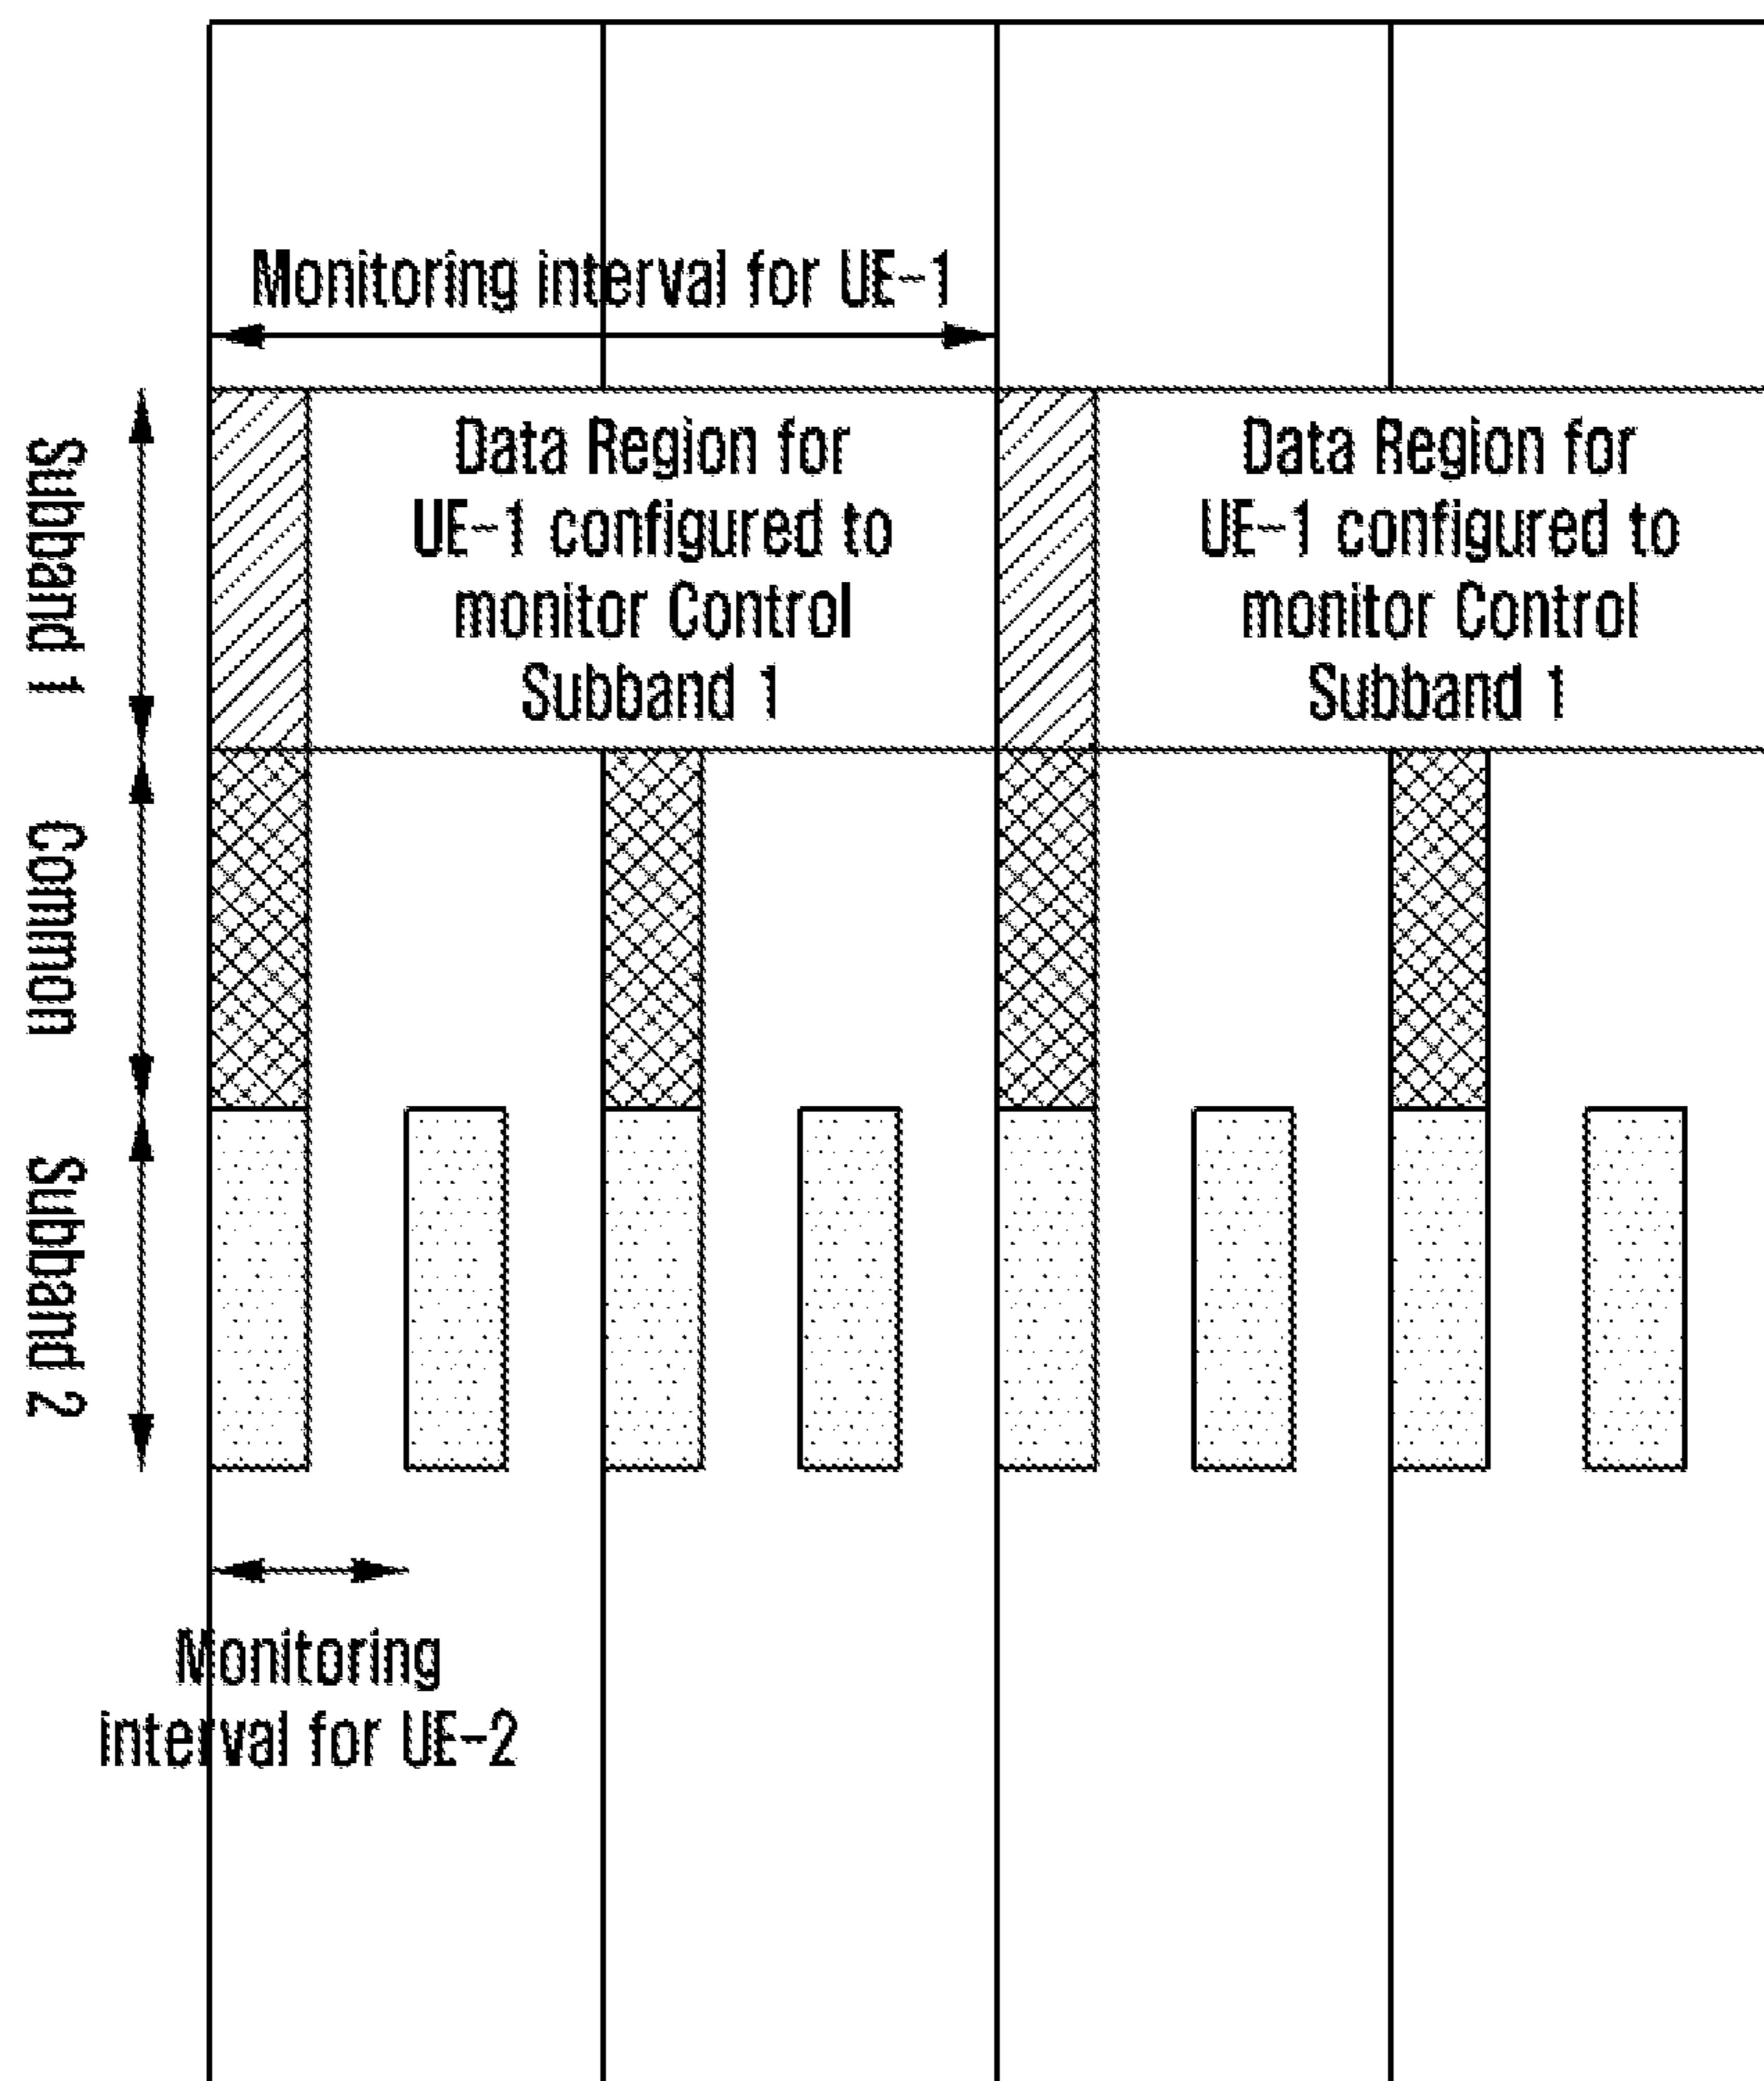 Monitoring interval for UE-1
Subband 1
Data Region for
UE-1 configured to
monitor Control
Subband 1
Data Region for
UE-1 configured to
monitor Control
Subband 1
Common
Subband 2
Monitoring
interval for UE-2